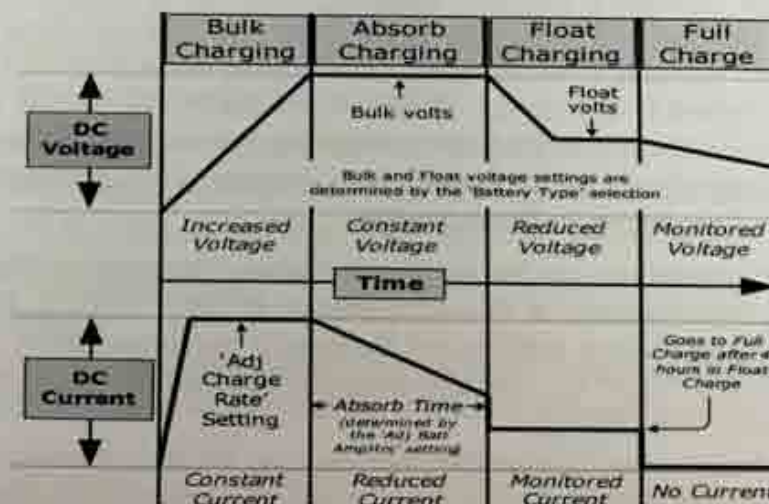 Bulk
Charging
Absorb
Charging
Float
Charging
Full
Charge
DC
Voltage
Bulk volts
Float
volts
Bulk and Float voltage settings are
determined by the 'Battery Type' selection
Increased
Voltage
Constant
Voltage
Reduced
Voltage
Monitored
Voltage
Time
DC
Current
'Adj
Charge
Rate'
Setting
Absorb Time
(determined by
the 'Adj Batt
AmpHrs' setting)
Goes to Full
Charge after 4
hours in Float
Charge
Constant
Current
Reduced
Current
Monitored
Current
No Current